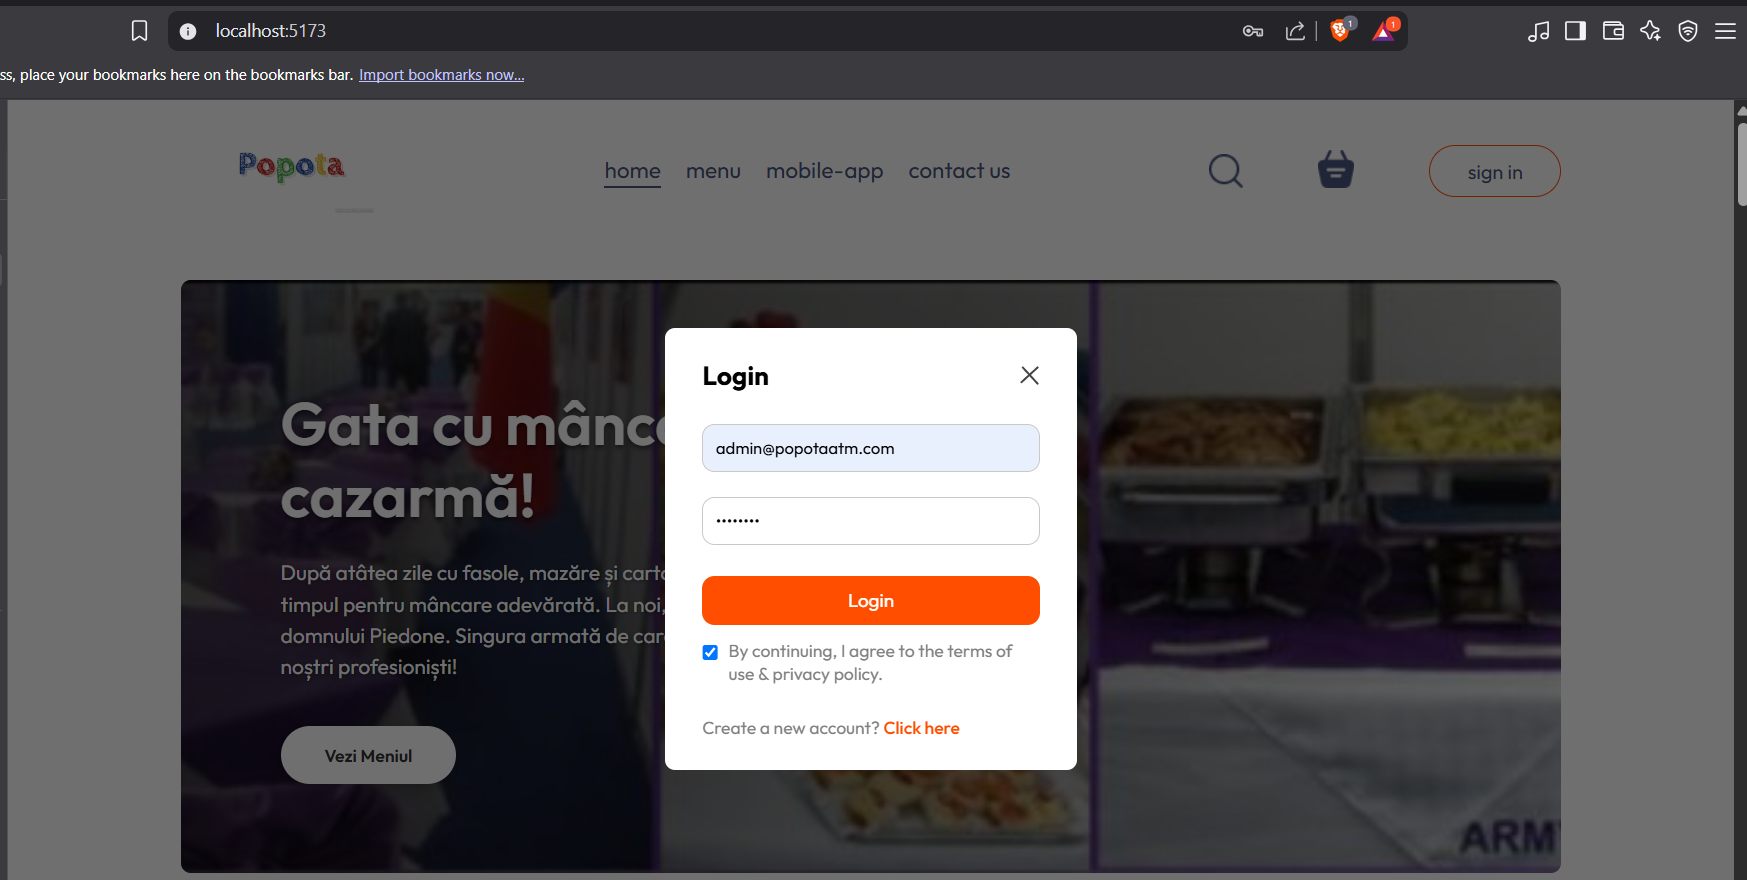 localhost:5173
1
1
ss, place your bookmarks here on the bookmarks bar. Import bookmarks now...
Popota
home menu mobile-app contact us
sign in
Gata cu mânc
cazarmă!
După atâtea zile cu fasole, mazăre și carto
timpul pentru mâncare adevărată. La noi,
domnului Piedone. Singura armată de car
noștri profesioniști!
Vezi Meniul
Login
admin@popotaatm.com
••••••••
Login
By continuing, I agree to the terms of
use & privacy policy.
Create a new account? Click here
ARM